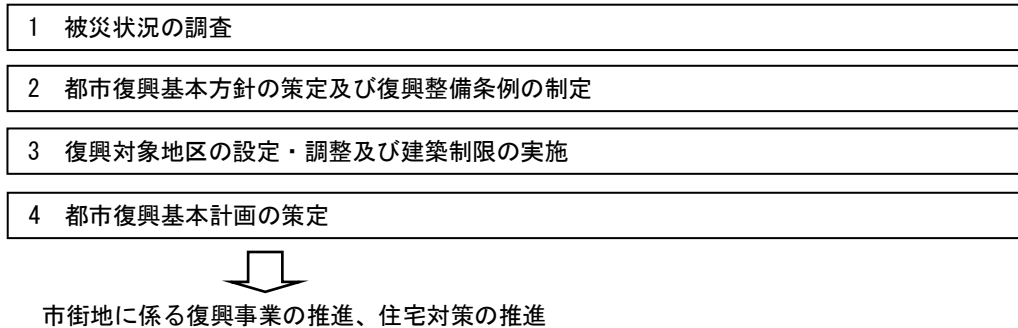 1 被災状況の調査
2 都市復興基本方針の策定及び復興整備条例の制定
3 復興対象地区の設定・調整及び建築制限の実施
4 都市復興基本計画の策定
市街地に係る復興事業の推進、住宅対策の推進